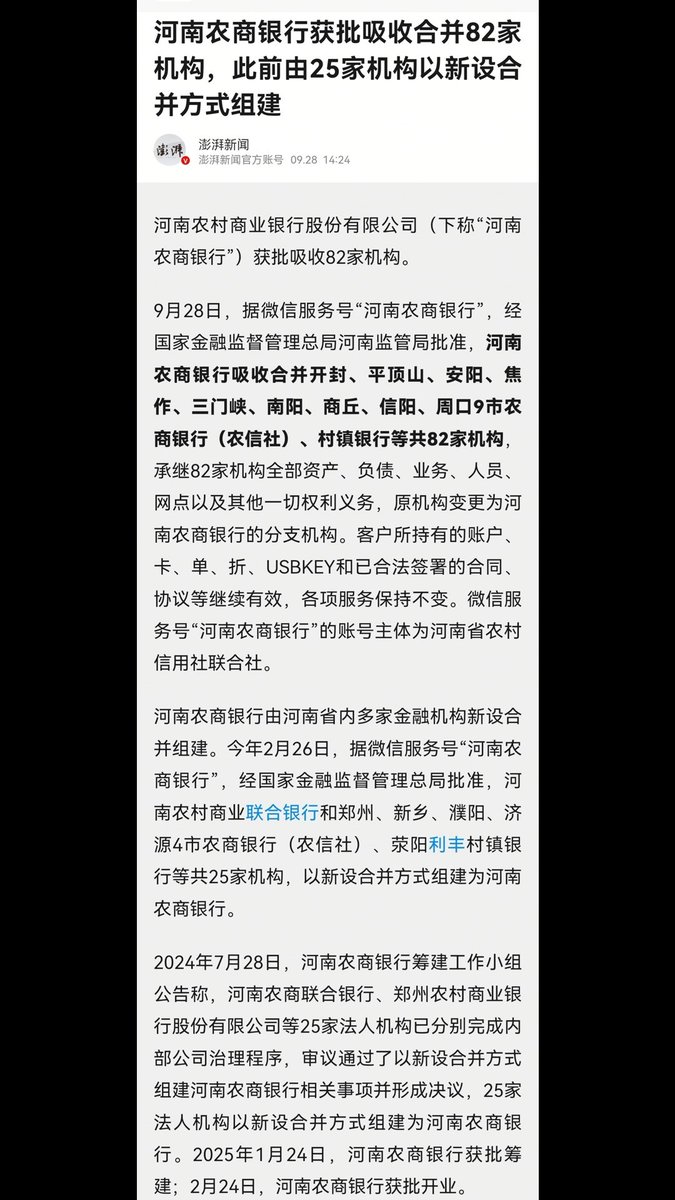 河南农商银行获批吸收合并82家
机构，此前由25家机构以新设合
并方式组建
澎湃
澎湃新闻
澎湃新闻官方账号 09.28 14:24
河南农村商业银行股份有限公司（下称“河南
农商银行”）获批吸收82家机构。
9月28日，据微信服务号“河南农商银行”，经
国家金融监督管理总局河南监管局批准，河南
农商银行吸收合并开封、平顶山、安阳、焦
作、三门峡、南阳、商丘、信阳、周口9市农
商银行（农信社）、村镇银行等共82家机构，
承继82家机构全部资产、负债、业务、人员、
网点以及其他一切权利义务，原机构变更为河
南农商银行的分支机构。客户所持有的账户、
卡、单、折、USBKEY和已合法签署的合同、
协议等继续有效，各项服务保持不变。微信服
务号“河南农商银行”的账号主体为河南省农村
信用社联合社。
河南农商银行由河南省内多家金融机构新设合
并组建。今年2月26日，据微信服务号“河南农
商银行”，经国家金融监督管理总局批准，河
南农村商业联合银行和郑州、新乡、濮阳、济
源4市农商银行（农信社）、荥阳利丰村镇银
行等共25家机构，以新设合并方式组建为河南
农商银行。
2024年7月28日，河南农商银行筹建工作小组
公告称，河南农商联合银行、郑州农村商业银
行股份有限公司等25家法人机构已分别完成内
部公司治理程序，审议通过了以新设合并方式
组建河南农商银行相关事项并形成决议，25家
法人机构以新设合并方式组建为河南农商银
行。2025年1月24日，河南农商银行获批筹
建；2月24日，河南农商银行获批开业。